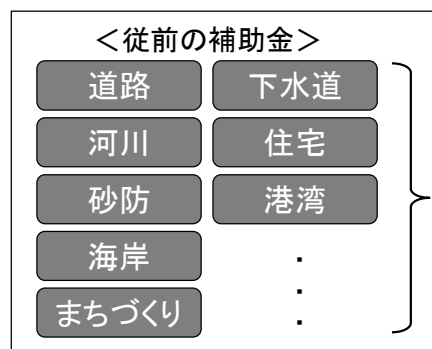 ＜従前の補助金＞
道路
下水道
河川
住宅
砂防
港湾
海岸
・
まちづくり
・
・